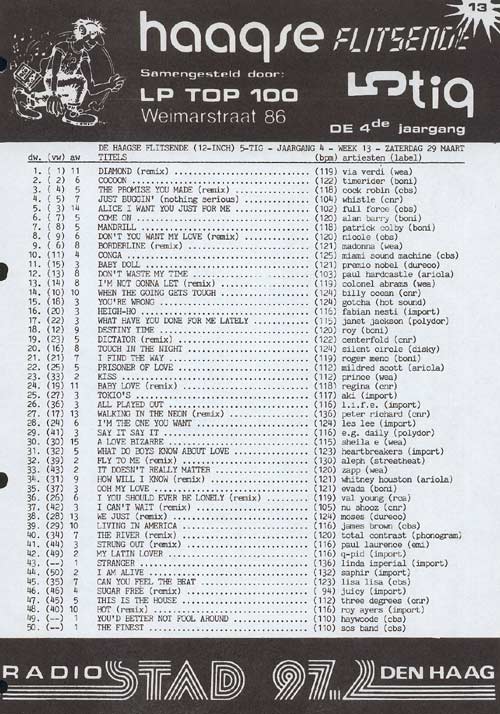 13
haagse FLITSENDE
Samengesteld door:
LP TOP 100
Weimarstraat 86
5tiq
DE 4de jaargang
DE HAAGSE FLITSENDE (12-INCH) 5-TIG - JAARGANG 4 - WEEK 13 - ZATERDAG 29 MAART
dw. (vw) aw TITELS (bpm) artiesten (label)
1. ( 1) 11 DIAMOND (remix) (119) via verdi (wea)
2. ( 2) 6 COCOON (122) timerider (boni)
3. ( 4) 5 THE PROMISE YOU MADE (remix) (118) cock robin (cbs)
4. ( 5) 7 JUST BUGGIN' (nothing serious) (104) whistle (cnr)
5. ( 3) 14 ALICE I WANT YOU JUST FOR ME (102) full force (cbs)
6. ( 7) 5 COME ON (120) alan barry (boni)
7. ( 8) 5 MANDRILL (118) patrick colby (boni)
8. ( 9) 6 DON'T YOU WANT MY LOVE (remix) (120) nicole (cbs)
9. ( 6) 8 BORDERLINE (remix) (121) madonna (wea)
10. (11) 4 CONGA (125) miami sound machine (cbs)
11. (15) 3 BABY DOLL (121) premio nobel (dureco)
12. (13) 8 DON'T WASTE MY TIME (103) paul hardcastle (ariola)
13. (14) 8 I'M NOT GONNA LET (remix) (119) colonel abrams (wea)
14. (10) 10 WHEN THE GOING GETS TOUGH (124) billy ocean (cnr)
15. (18) 3 YOU'RE WRONG (124) gotcha (hot sound)
16. (20) 3 HEIGH-HO (116) fabian nesti (import)
17. (22) 3 WHAT HAVE YOU DONE FOR ME LATELY (115) janet jackson (polydor)
18. (12) 9 DESTINY TIME (120) roy (boni)
19. (23) 5 DICTATOR (remix) (122) centerfold (cnr)
20. (16) 8 TOUCH IN THE NIGHT (124) silent circle (disky)
21. (21) 7 I FIND THE WAY (119) roger meno (boni)
22. (25) 5 PRISONER OF LOVE (112) mildred scott (ariola)
23. (33) 2 KISS (112) prince (wea)
24. (19) 11 BABY LOVE (remix) (118) regina (cnr)
25. (27) 3 TOKIO'S (117) aki (import)
26. (36) 3 ALL PLAYED OUT (116) l.i.f.e. (import)
27. (17) 13 WALKING IN THE NEON (remix) (136) peter richard (cnr)
28. (24) 6 I'M THE ONE YOU WANT (124) lea lee (import)
29. (41) 3 SAY IT SAY IT (116) e.g. daily (polydor)
30. (30) 15 A LOVE BIZARRE (115) sheila e (wea)
31. (32) 5 WHAT DO BOYS KNOW ABOUT LOVE (123) heartbreakers (import)
32. (39) 2 FLY TO ME (remix) (130) aleph (streetheat)
33. (43) 2 IT DOESN'T REALLY MATTER (120) zapp (wea)
34. (31) 9 HOW WILL I KNOW (remix) (121) whitney houston (ariola)
35. (37) 3 OOH MY LOVE (121) evada (boni)
36. (26) 6 I YOU SHOULD EVER BE LONELY (remix) (119) val young (rca)
37. (42) 3 I CAN'T WAIT (remix) (105) nu shooz (cnr)
38. (28) 13 WE JUST (remix) (124) moses (dureco)
39. (29) 10 LIVING IN AMERICA (116) james brown (cbs)
40. (34) 7 THE RIVER (remix) (120) total contrast (phonogram)
41. (44) 3 STRUNG OUT (remix) (116) paul laurence (emi)
42. (49) 2 MY LATIN LOVER (116) q-pid (import)
43. (--) 1 STRANGER (136) linda imperial (import)
44. (50) 2 I AM ALIVE (132) saphir (import)
45. (35) 7 CAN YOU FEEL THE BEAT (123) lisa lisa (cbs)
46. (46) 4 SUGAR FREE (remix) ( 94) juicy (import)
47. (45) 5 THIS IS THE HOUSE (112) three degrees (cnr)
48. (40) 10 HOT (remix) (116) roy ayers (import)
49. (--) 1 YOU'D BETTER NOT FOOL AROUND (110) haywoode (cbs)
50. (--) 1 THE FINEST (110) sos band (cbs)
RADIO STAD 97.2 DEN HAAG